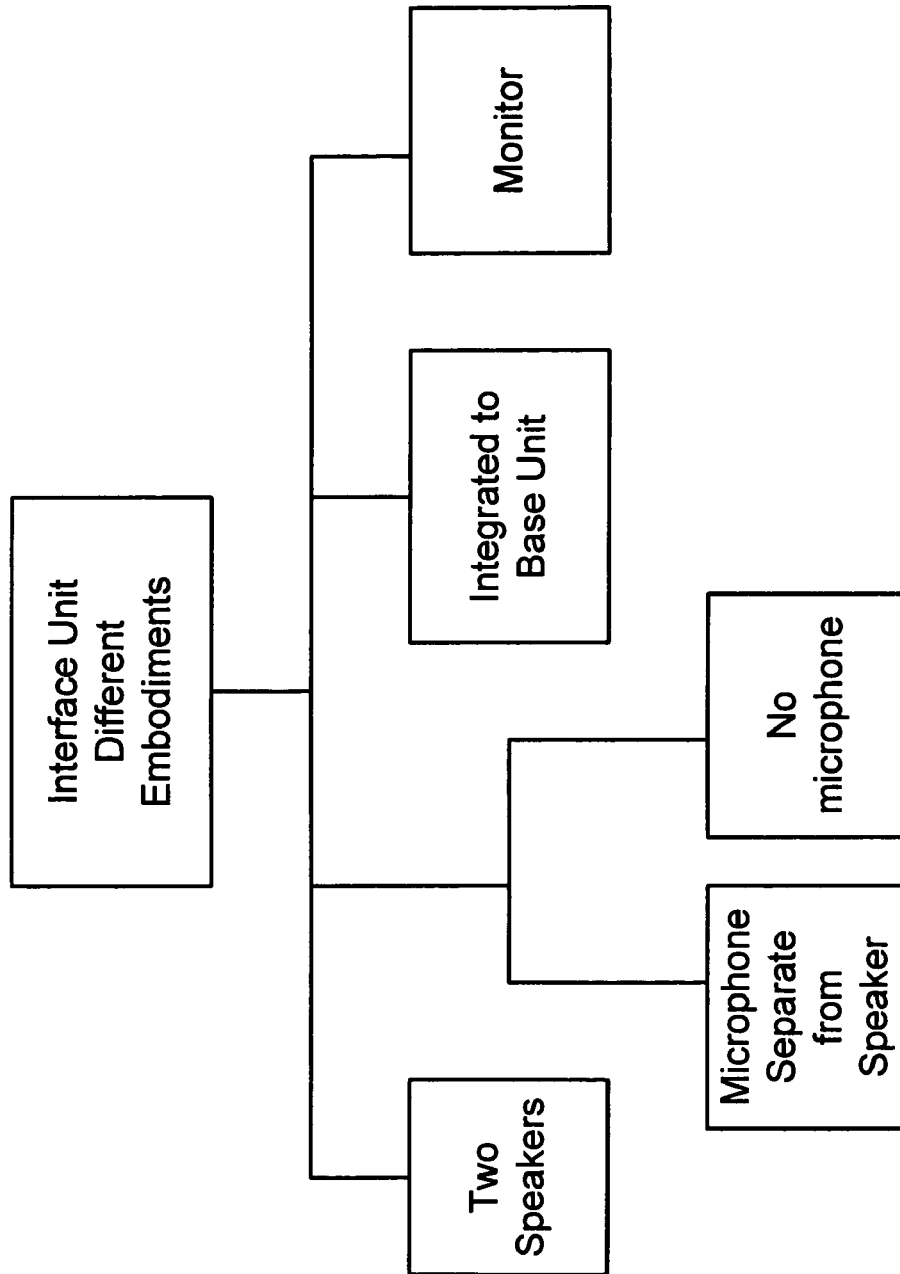 Interface Unit
Different
Embodiments
Two
Speakers
Integrated to
Base Unit
Monitor
Microphone
Separate
from
Speaker
No
microphone